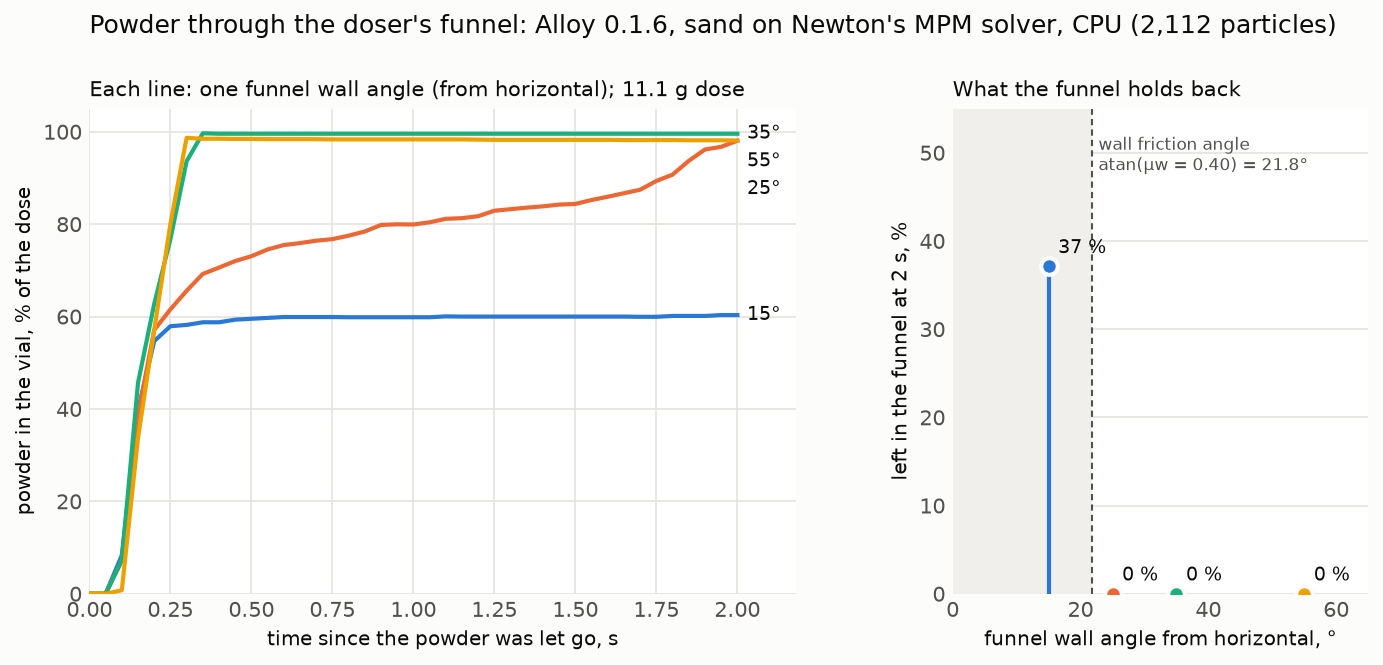 Powder through the doser's funnel: Alloy 0.1.6, sand on Newton's MPM solver, CPU (2,112 particles)
Each line: one funnel wall angle (from horizontal); 11.1 g dose
powder in the vial, % of the dose
100
80
60
40
20
0
35°
55°
25°
15°
0.00 0.25 0.50 0.75 1.00 1.25 1.50 1.75 2.00
time since the powder was let go, s
What the funnel holds back
left in the funnel at 2 s, %
50
40
30
20
10
0
wall friction angle
atan(μw = 0.40) = 21.8°
37 %
0 % 0 % 0 %
0 20 40 60
funnel wall angle from horizontal, °